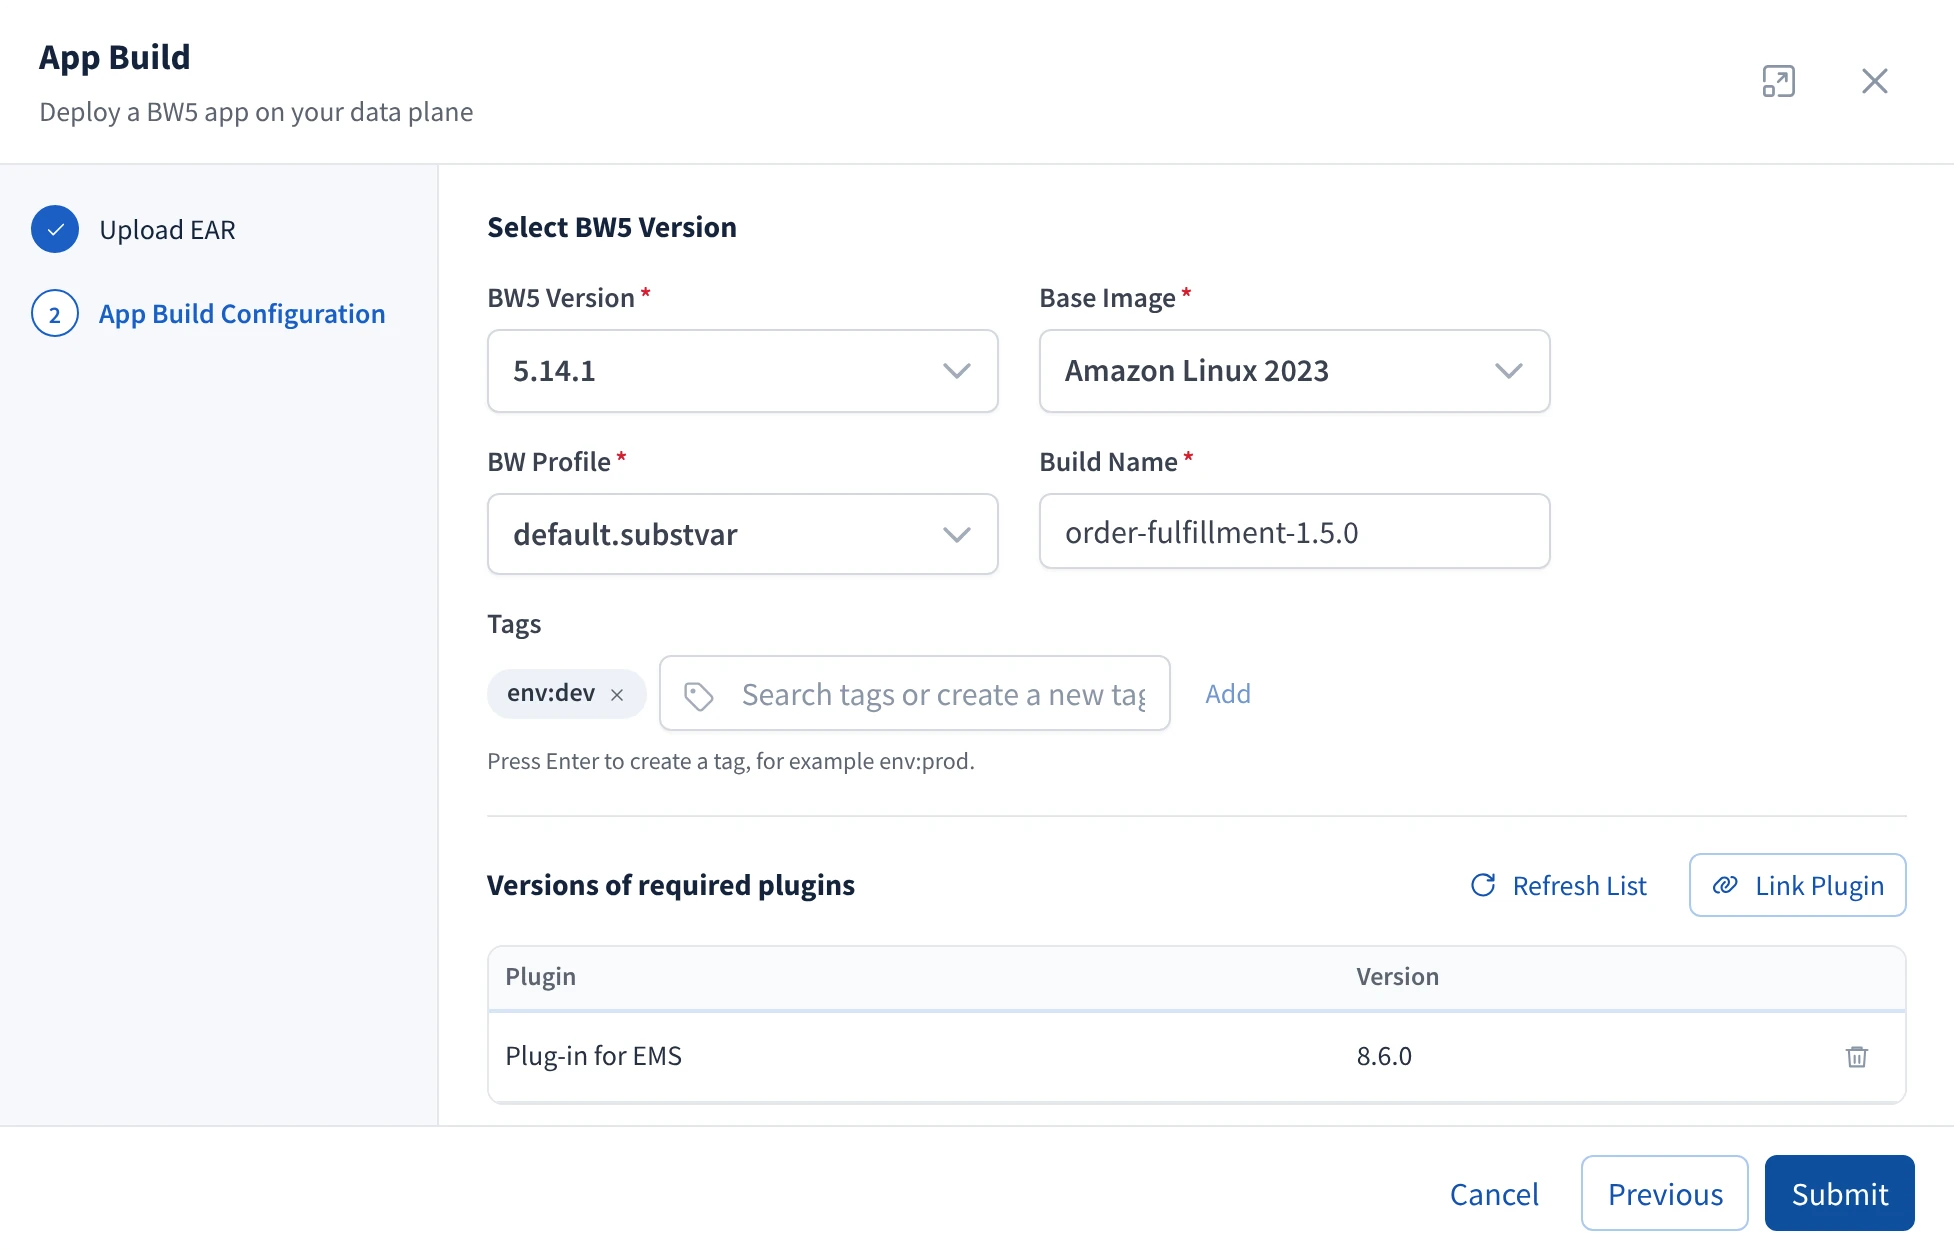 App Build
Deploy a BW5 app on your data plane
Upload EAR
2 App Build Configuration
Select BW5 Version
BW5 Version *
Base Image *
5.14.1
Amazon Linux 2023
BW Profile *
Build Name *
default.substvar
order-fulfillment-1.5.0
Tags
env:dev ×
Search tags or create a new tag
Add
Press Enter to create a tag, for example env:prod.
Versions of required plugins
Refresh List
Link Plugin
Plugin Version
Plug-in for EMS 8.6.0
Cancel
Previous
Submit